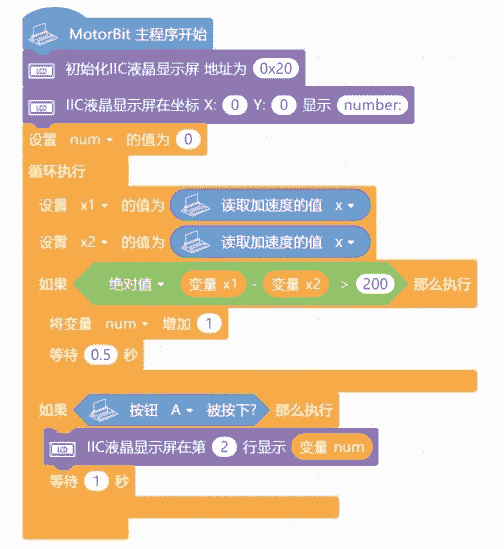 MotorBit 主程序开始
LCD 初始化IIC液晶显示屏 地址为 0x20
LCD IIC液晶显示屏在坐标 X: 0 Y: 0 显示 number:
设置 num 的值为 0
循环执行
设置 x1 的值为 读取加速度的值 x
设置 x2 的值为 读取加速度的值 x
如果 绝对值 变量 x1 - 变量 x2 > 200 那么执行
将变量 num 增加 1
等待 0.5 秒
如果 按钮 A 被按下? 那么执行
LCD IIC液晶显示屏在第 2 行显示 变量 num
等待 1 秒